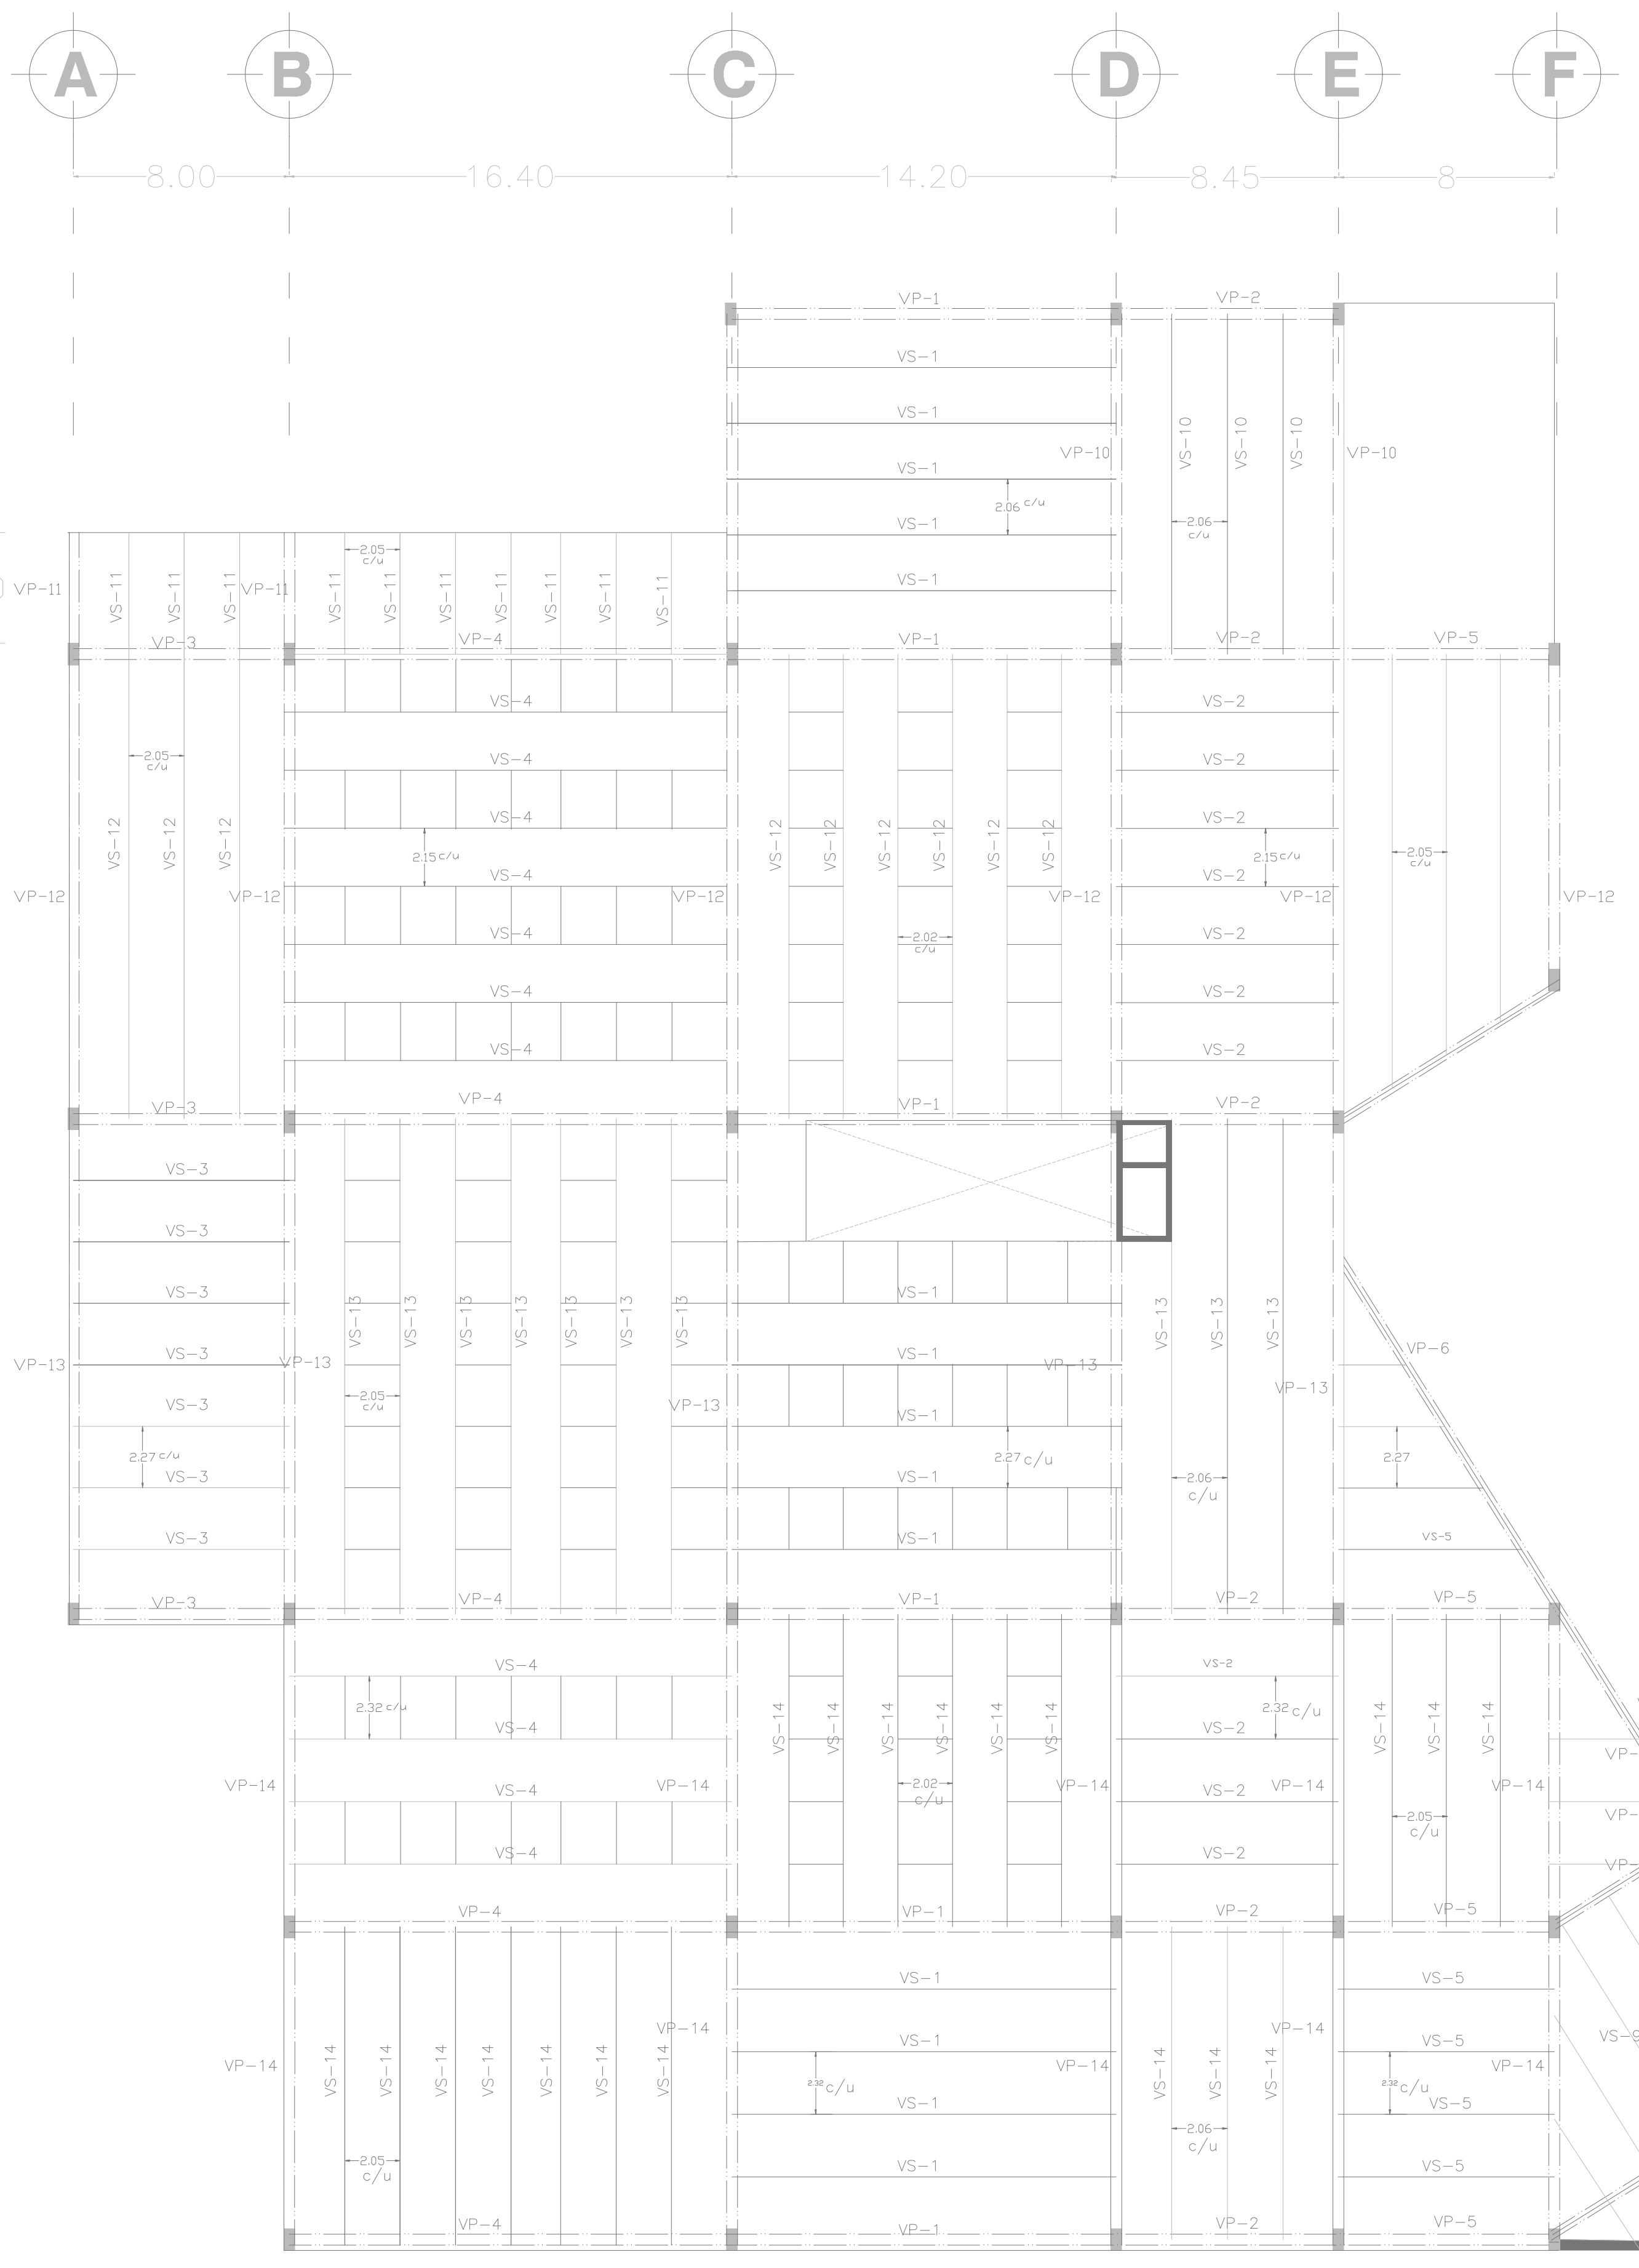 A B C D E F
8.00 16.40 14.20 8.45 8
VP-1 VP-2
VS-1
VS-1
VS-10 VS-10 VS-10
VP-10 VP-10
VS-1
2.06 c/u
2.06 c/u
VS-1
2.05 c/u
VP-11 VS-11 VS-11 VS-11 VP-11 VS-11 VS-11 VS-11 VS-11 VS-11 VS-11 VS-11
VS-1
VP-3 VP-4 VP-1 VP-2 VP-5
VS-4 VS-2
VS-4 VS-2
2.05 c/u
VS-4 VS-2
VS-12 VS-12 VS-12 VS-12 VS-12 VS-12 VS-12 VS-12 VS-12
2.15 c/u 2.15 c/u 2.05 c/u
VS-4 VS-2
VP-12 VP-12 VP-12 VP-12 VP-12 VP-12
VS-4 VS-2
2.02 c/u
VS-4 VS-2
VS-4 VS-2
VP-3 VP-4 VP-1 VP-2
VS-3
VS-3
VS-3 VS-1
VS-13 VS-13 VS-13 VS-13 VS-13 VS-13 VS-13 VS-13 VS-13 VS-13
VP-6
VS-3 VS-1
VP-13 VP-13 VP-13 VP-13
2.05 c/u
VS-3 VP-13 VS-1
2.27 c/u 2.27 c/u 2.27
VS-3 VS-1
2.06 c/u
VS-3 VS-1 VS-5
VP-3 VP-4 VP-1 VP-2 VP-5
VS-4 VS-2
2.32 c/u 2.32 c/u
VS-4 VS-2
VS-14 VS-14 VS-14 VS-14 VS-14 VS-14 VS-14 VS-14 VS-14
VP-
VP-14 VP-14 VP-14 VP-14 VP-14
2.02 c/u
VS-4 VS-2
2.05 c/u
VP-
VS-4 VS-2
VP-
VP-4 VP-1 VP-2 VP-5
VS-1 VS-5
VP-14 VP-14
VS-1 VS-5 VS-9
VP-14 VP-14 VP-14
VS-14 VS-14 VS-14 VS-14 VS-14 VS-14 VS-14 VS-14 VS-14 VS-14
2.32 c/u 2.32 c/u
VS-1 VS-5
2.06 c/u
2.05 c/u
VS-1 VS-5
VP-4 VP-1 VP-2 VP-5